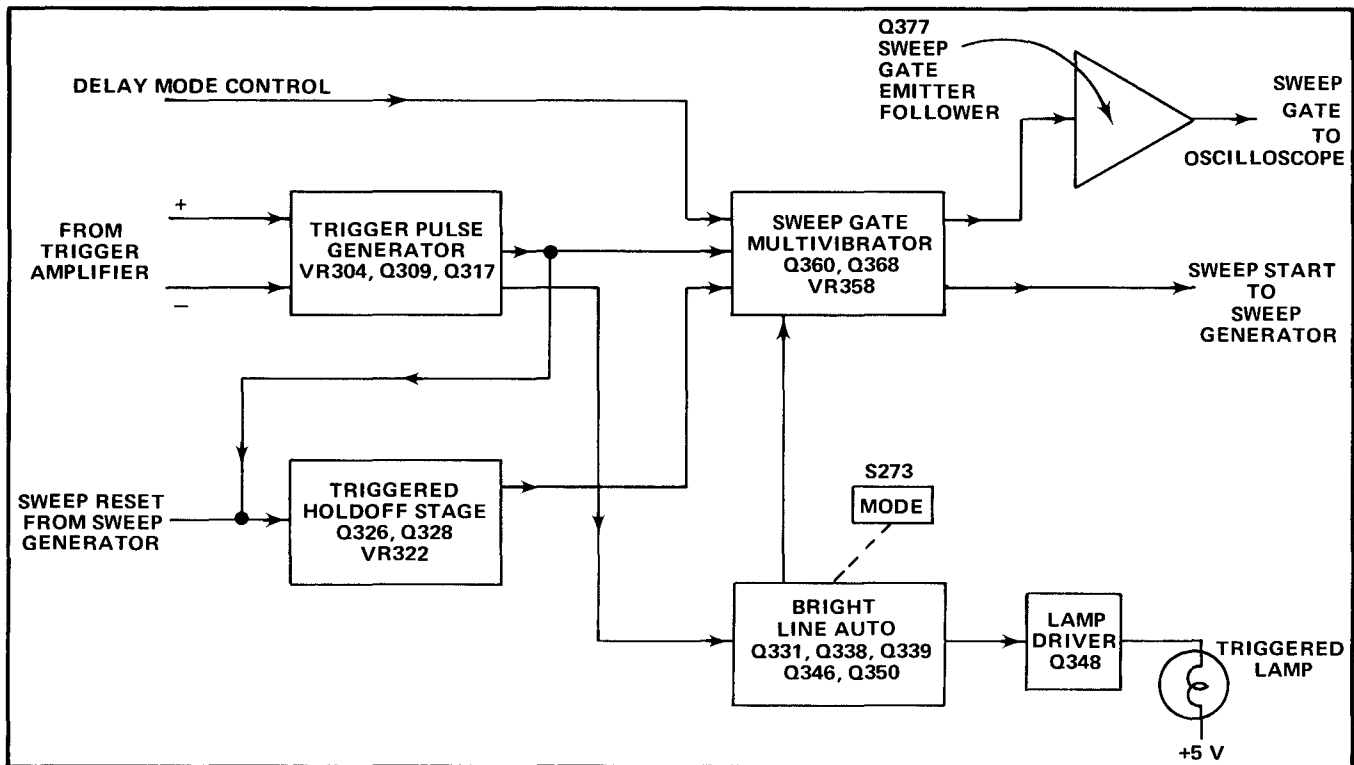 Q377
SWEEP
GATE
EMITTER
FOLLOWER
DELAY MODE CONTROL
SWEEP
GATE
TO
OSCILLOSCOPE
+
FROM
TRIGGER
AMPLIFIER
−
TRIGGER PULSE
GENERATOR
VR304, Q309, Q317
SWEEP GATE
MULTIVIBRATOR
Q360, Q368
VR358
SWEEP START
TO
SWEEP
GENERATOR
SWEEP RESET
FROM SWEEP
GENERATOR
TRIGGERED
HOLDOFF STAGE
Q326, Q328
VR322
S273
MODE
BRIGHT
LINE AUTO
Q331, Q338, Q339
Q346, Q350
LAMP
DRIVER
Q348
TRIGGERED
LAMP
+5 V